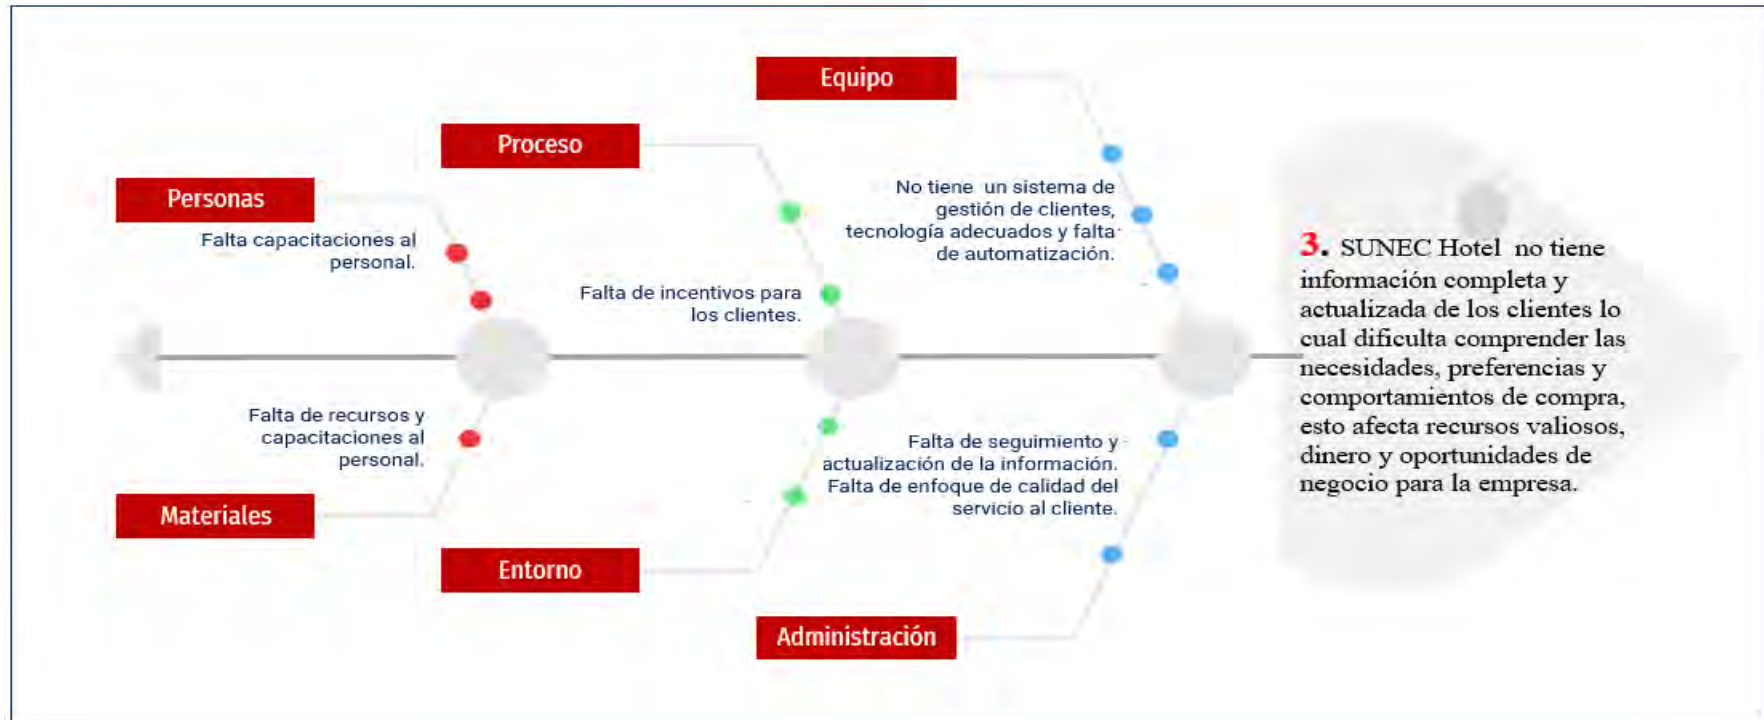 Equipo
Proceso
Personas
Falta capacitaciones al
personal.
Falta de incentivos para
los clientes.
No tiene un sistema de
gestión de clientes,
tecnología adecuados y falta
de automatización.
3. SUNEC Hotel no tiene
información completa y
actualizada de los clientes lo
cual dificulta comprender las
necesidades, preferencias y
comportamientos de compra,
esto afecta recursos valiosos,
dinero y oportunidades de
negocio para la empresa.
Falta de recursos y
capacitaciones al
personal.
Falta de seguimiento y
actualización de la información.
Falta de enfoque de calidad del
servicio al cliente.
Materiales
Entorno
Administración